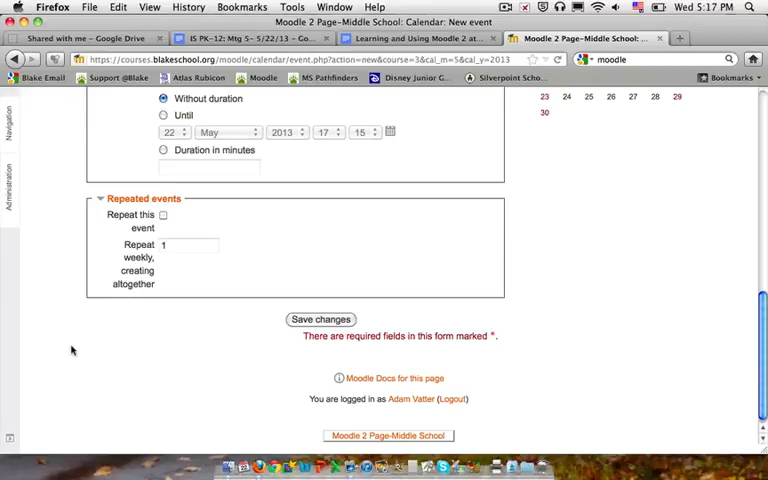 Firefox File Edit View History Bookmarks Tools Window Help Wed 5:17 PM
Moodle 2 Page-Middle School: Calendar: New event
Shared with me - Google Drive IS PK-12: Mtg 5- 5/22/13 - Go... Learning and Using Moodle 2 at... Moodle 2 Page-Middle School: ...
https://courses.blakeschool.org/moodle/calendar/event.php?action=new&course=3&cal_m=5&cal_y=2013 moodle
Blake Email Support @Blake Atlas Rubicon Moodle MS Pathfinders Disney Junior G... Silverpoint Scho... Bookmarks
Navigation
Administration
Without duration
Until
22 May 2013 17 15
Duration in minutes
23 24 25 26 27 28 29
30
Repeated events
Repeat this
event
Repeat 1
weekly,
creating
altogether
Save changes
There are required fields in this form marked *.
Moodle Docs for this page
You are logged in as Adam Vatter (Logout)
Moodle 2 Page-Middle School